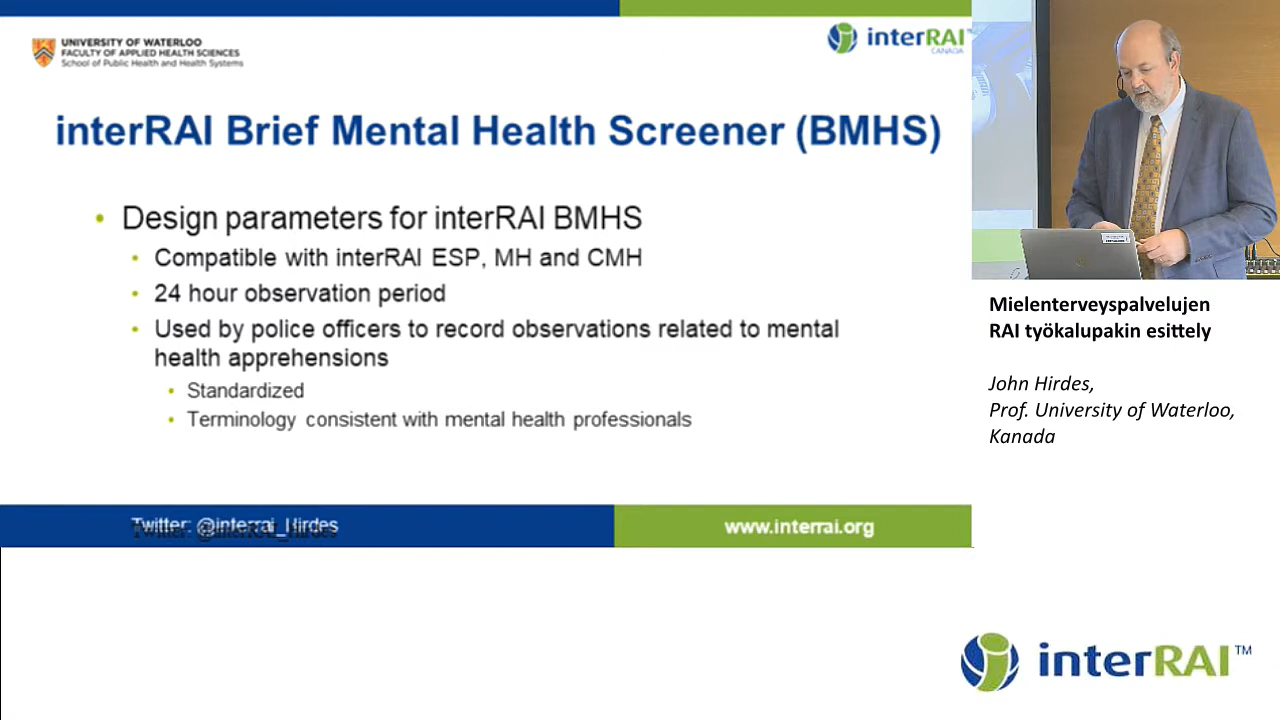 UNIVERSITY OF WATERLOO
FACULTY OF APPLIED HEALTH SCIENCES
School of Public Health and Health Systems
interRAI
CANADA
interRAI Brief Mental Health Screener (BMHS)
• Design parameters for interRAI BMHS
• Compatible with interRAI ESP, MH and CMH
• 24 hour observation period
• Used by police officers to record observations related to mental
health apprehensions
• Standardized
• Terminology consistent with mental health professionals
Twitter: @interrai_Hirdes
Twitter: @interRAI_Hirdes
www.interrai.org
Mielenterveyspalvelujen
RAI työkalupakin esittely
John Hirdes,
Prof. University of Waterloo,
Kanada
interRAI™